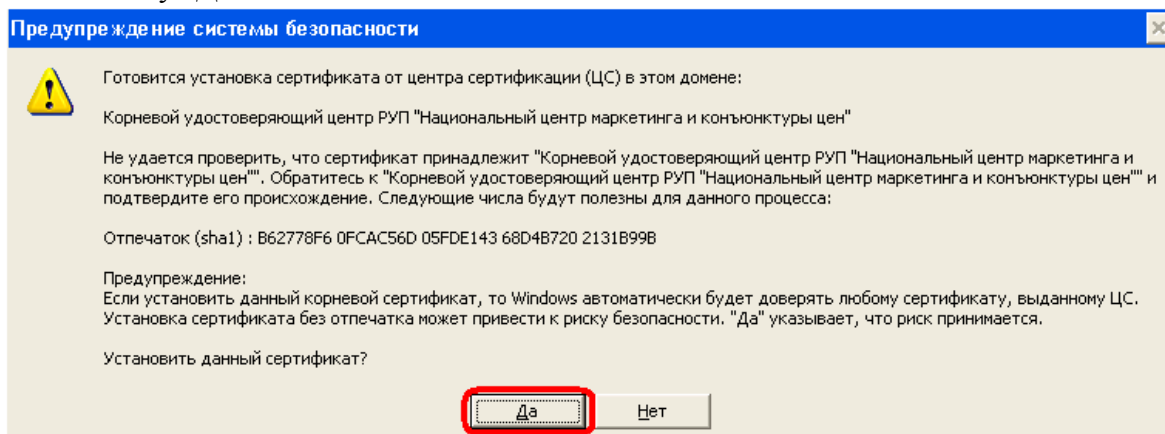 Предупреждение системы безопасности
Готовится установка сертификата от центра сертификации (ЦС) в этом домене:
Корневой удостоверяющий центр РУП "Национальный центр маркетинга и конъюнктуры цен"
Не удается проверить, что сертификат принадлежит "Корневой удостоверяющий центр РУП "Национальный центр маркетинга и
конъюнктуры цен"". Обратитесь к "Корневой удостоверяющий центр РУП "Национальный центр маркетинга и конъюнктуры цен"" и
подтвердите его происхождение. Следующие числа будут полезны для данного процесса:
Отпечаток (sha1) : B62778F6 0FCAC56D 05FDE143 68D4B720 2131B99B
Предупреждение:
Если установить данный корневой сертификат, то Windows автоматически будет доверять любому сертификату, выданному ЦС.
Установка сертификата без отпечатка может привести к риску безопасности. "Да" указывает, что риск принимается.
Установить данный сертификат?
Да Нет